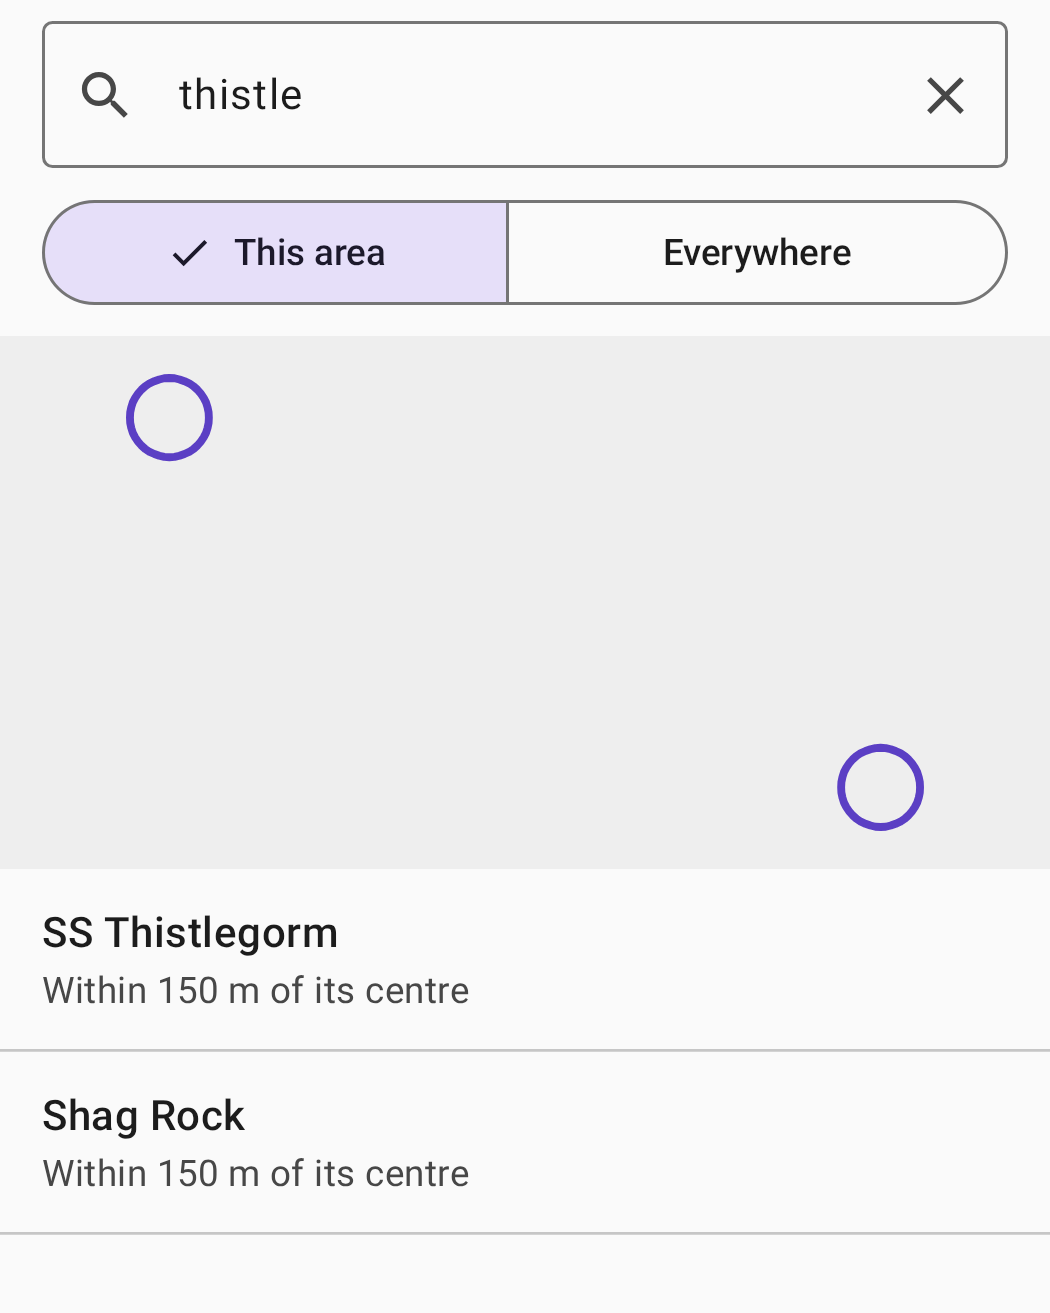 thistle
This area
Everywhere
SS Thistlegorm
Within 150 m of its centre
Shag Rock
Within 150 m of its centre